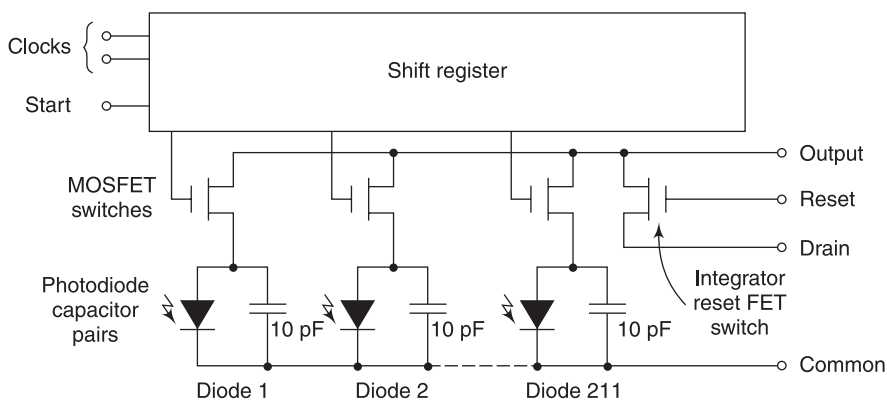 Clocks
Shift register
Start
Output
MOSFET
switches
Reset
Drain
Photodiode
capacitor
pairs
10 pF
10 pF
10 pF
Integrator
reset FET
switch
Common
Diode 1
Diode 2
Diode 211